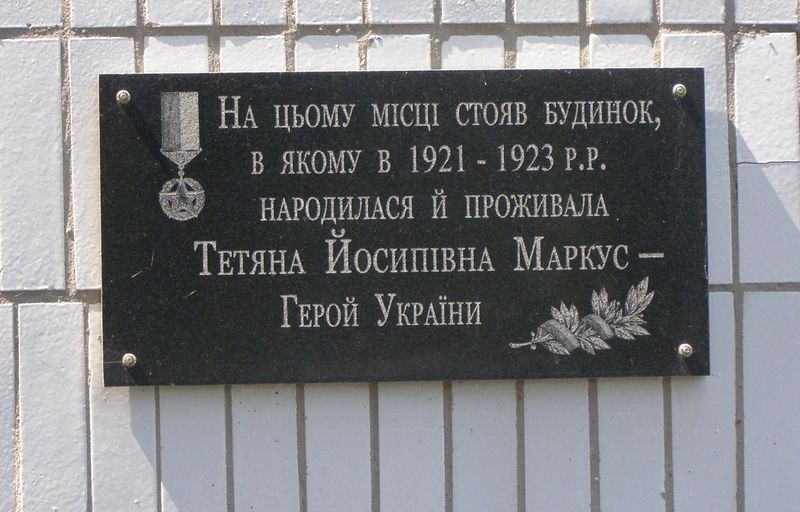 На цьому місці стояв будинок,
в якому в 1921 - 1923 р.р.
народилася й проживала
Тетяна Йосипівна Маркус –
Герой України